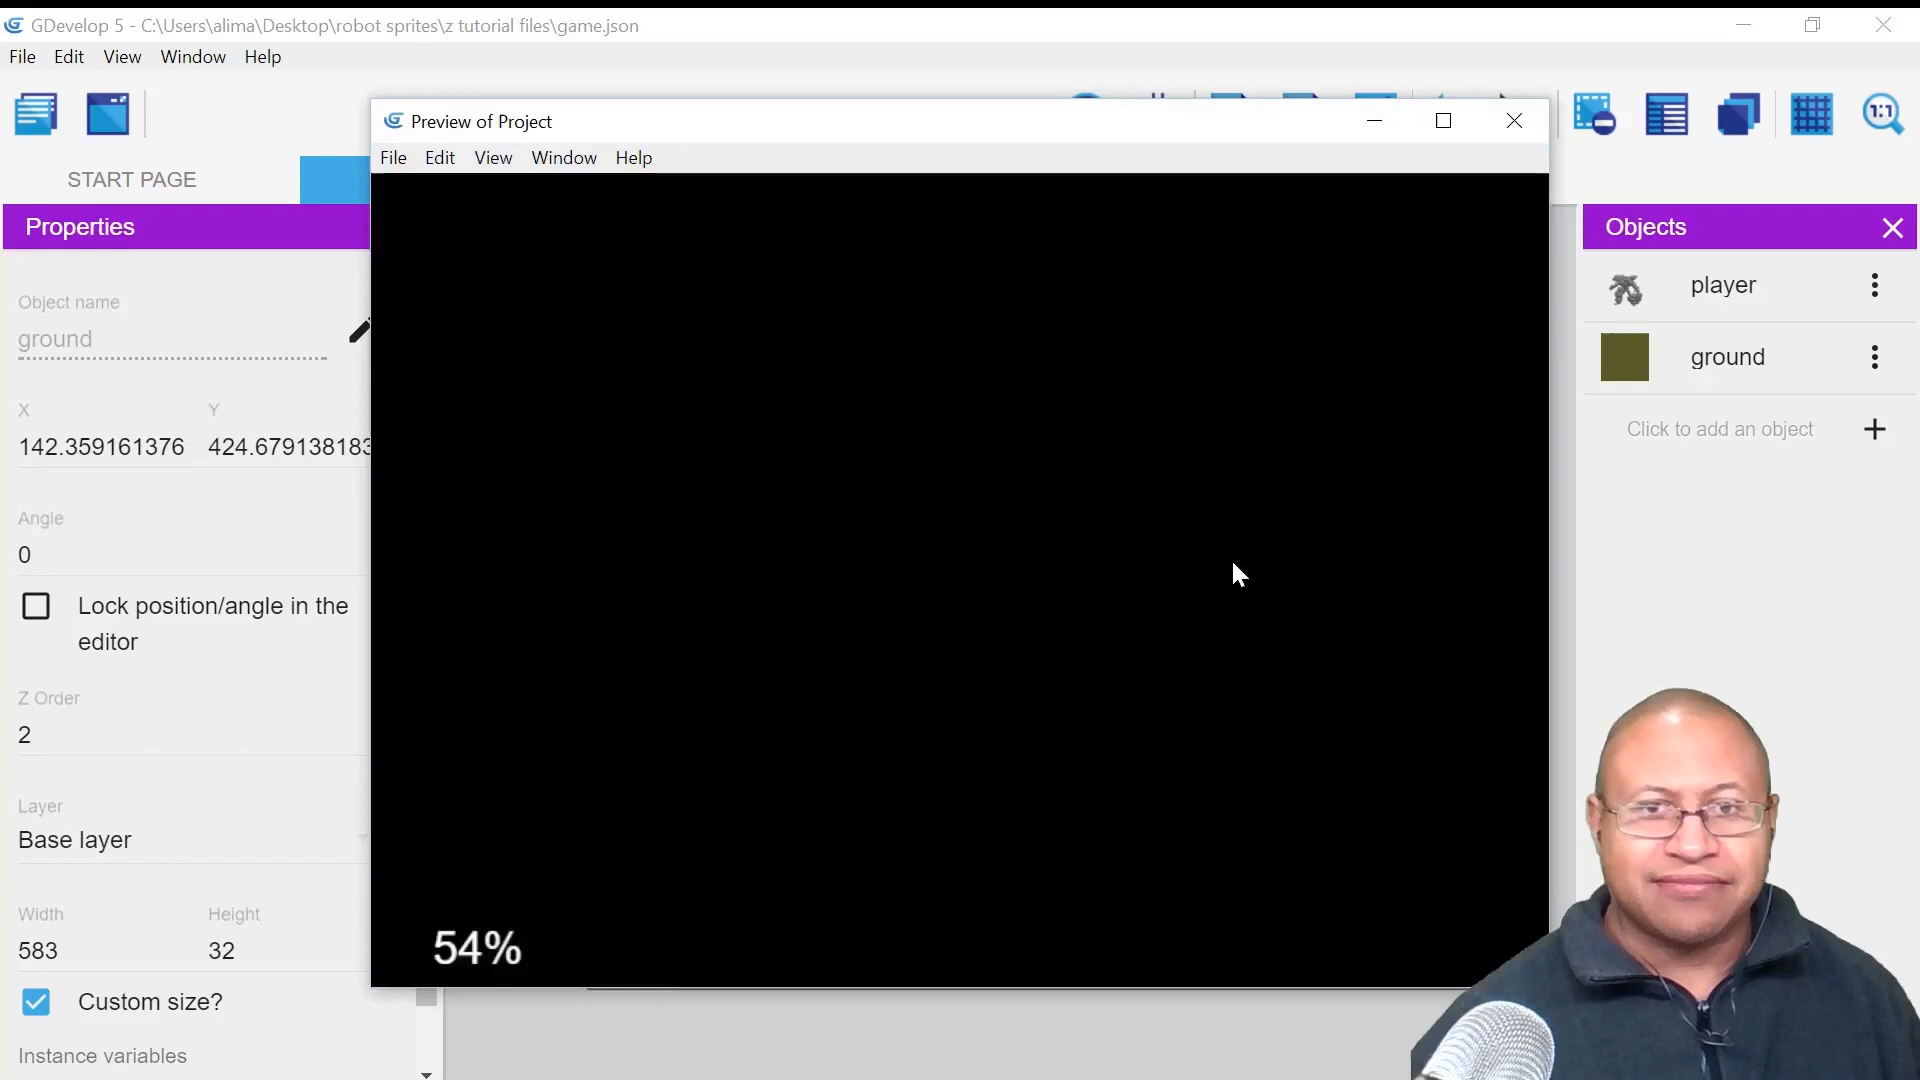 GDevelop 5 - C:\Users\alima\Desktop\robot sprites\z tutorial files\game.json
File Edit View Window Help
Preview of Project
File Edit View Window Help
START PAGE
Properties
Objects
Object name
ground
player
ground
Click to add an object
X Y
142.359161376 424.679138183
Angle
0
Lock position/angle in the
editor
Z Order
2
Layer
Base layer
Width Height
583 32
Custom size?
Instance variables
54%
1:1